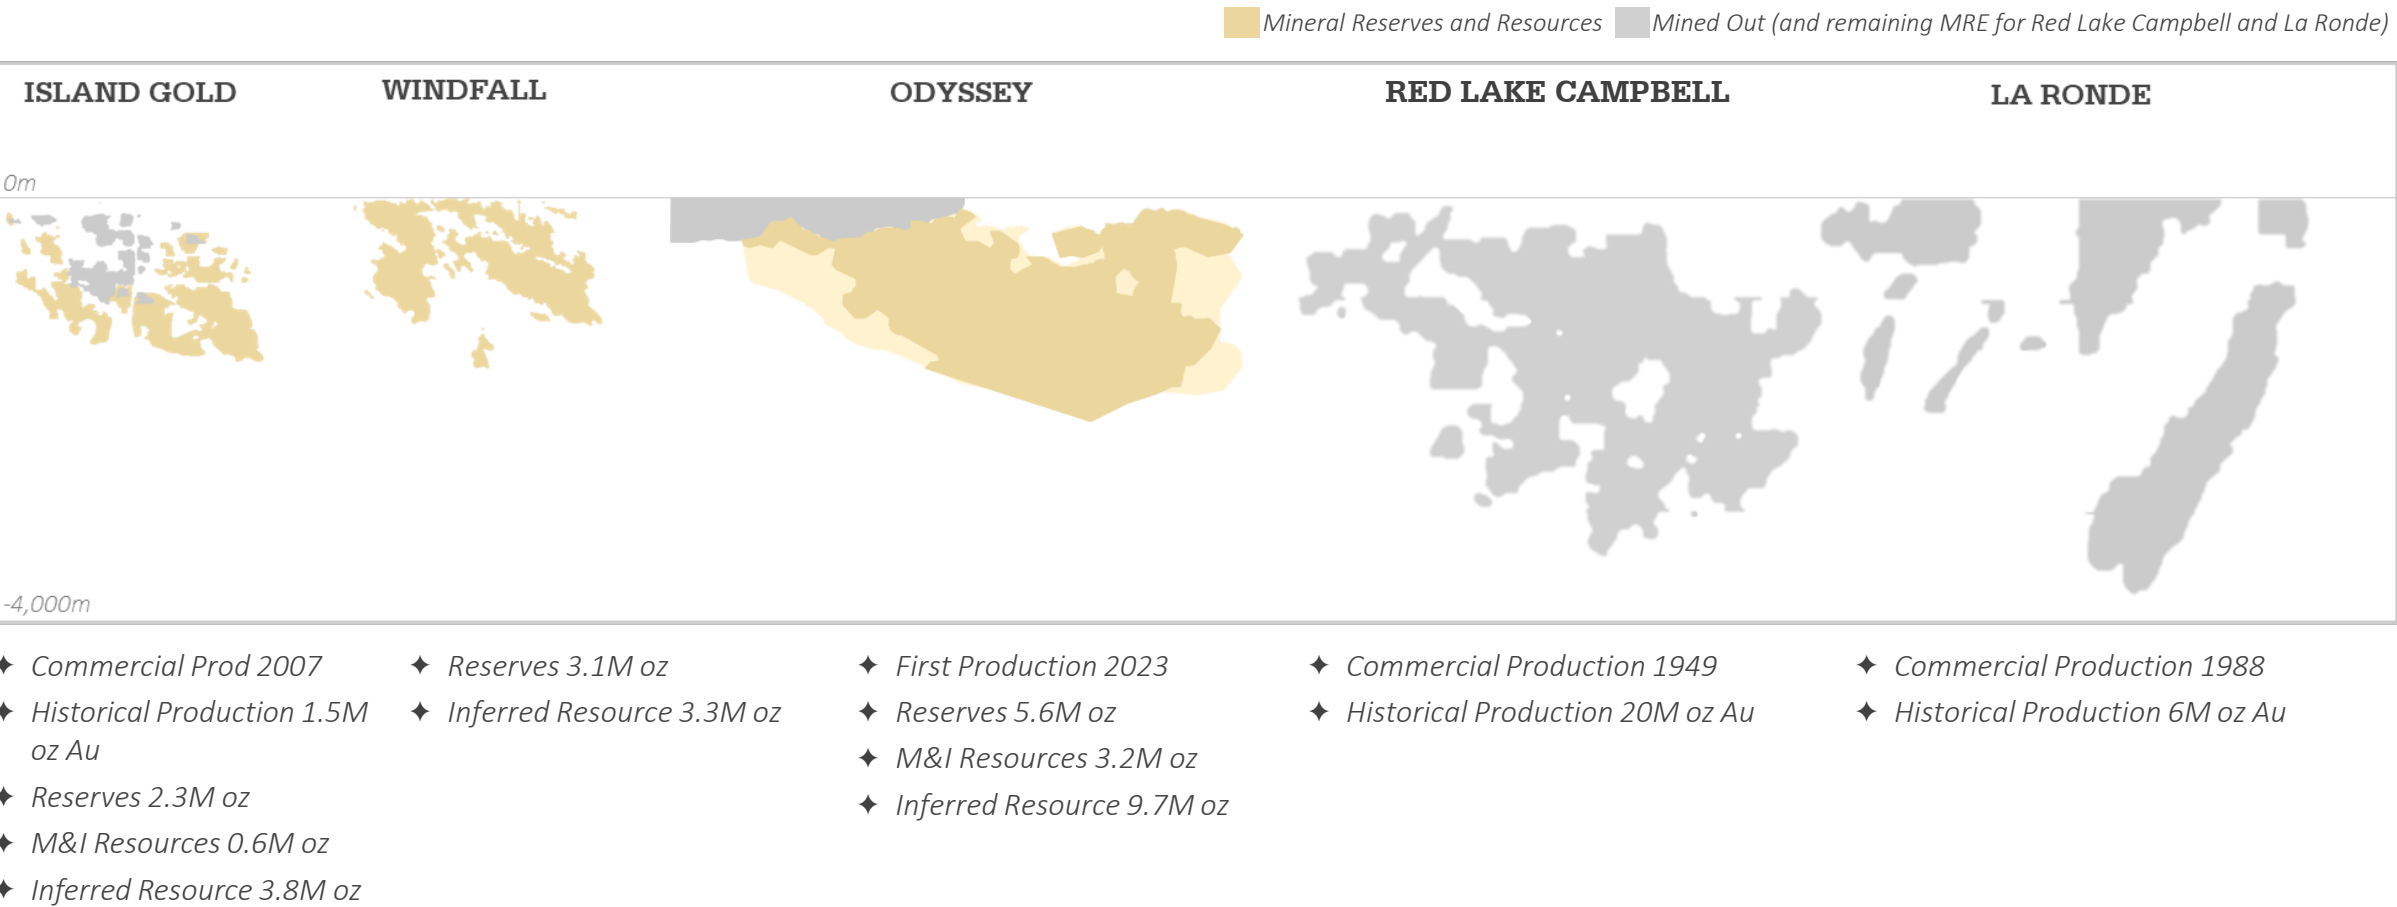 Mineral Reserves and Resources
Mined Out (and remaining MRE for Red Lake Campbell and La Ronde)
ISLAND GOLD
WINDFALL
ODYSSEY
RED LAKE CAMPBELL
LA RONDE
0m
-4,000m
✦ Commercial Prod 2007
✦ Historical Production 1.5M
oz Au
✦ Reserves 2.3M oz
✦ M&I Resources 0.6M oz
✦ Inferred Resource 3.8M oz
✦ Reserves 3.1M oz
✦ Inferred Resource 3.3M oz
✦ First Production 2023
✦ Reserves 5.6M oz
✦ M&I Resources 3.2M oz
✦ Inferred Resource 9.7M oz
✦ Commercial Production 1949
✦ Historical Production 20M oz Au
✦ Commercial Production 1988
✦ Historical Production 6M oz Au